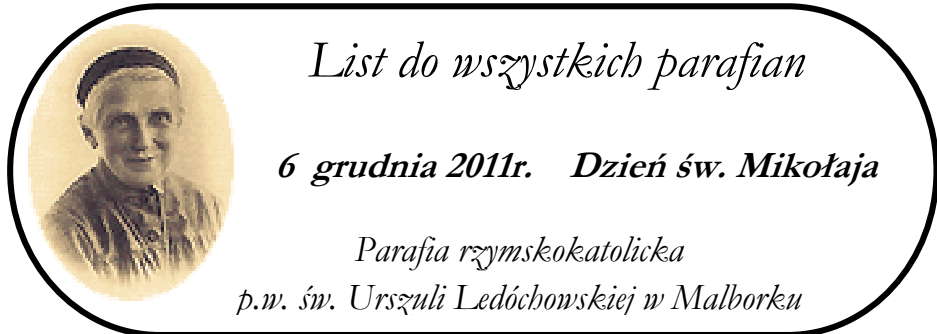 List do wszystkich parafian
6 grudnia 2011r. Dzień św. Mikołaja
Parafia rzymskokatolicka
p.w. św. Urszuli Ledóchowskiej w Malborku